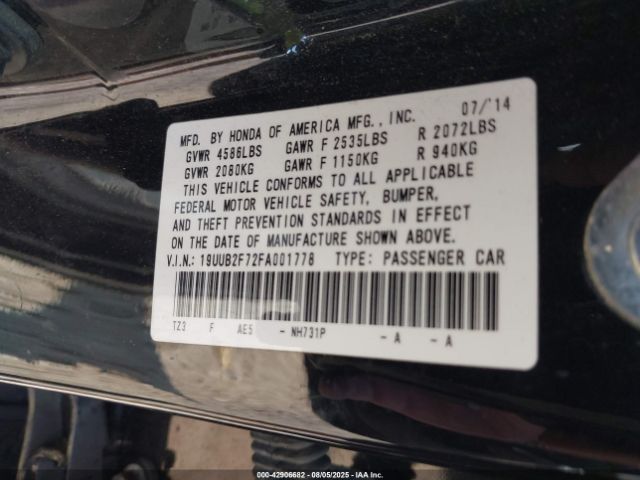 07/'14
MFD. BY HONDA OF AMERICA MFG., INC.
GVWR 4586LBS GAWR F 2535LBS R 2072LBS
GVWR 2080KG GAWR F 1150KG R 940KG
THIS VEHICLE CONFORMS TO ALL APPLICABLE
FEDERAL MOTOR VEHICLE SAFETY, BUMPER,
AND THEFT PREVENTION STANDARDS IN EFFECT
ON THE DATE OF MANUFACTURE SHOWN ABOVE.
V.I.N.: 19UUB2F72FA001778 TYPE: PASSENGER CAR
TZ3 F AE5 - NH731P - A - A
000-42906682 - 08/05/2025 - IAA Inc.